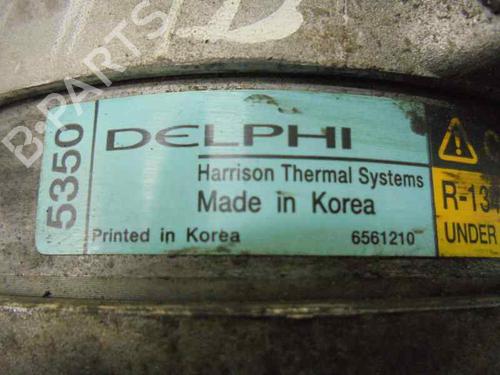 5350
DELPHI
Harrison Thermal Systems
Made in Korea
Printed in Korea 6561210
R-134
UNDER
B-PARTS